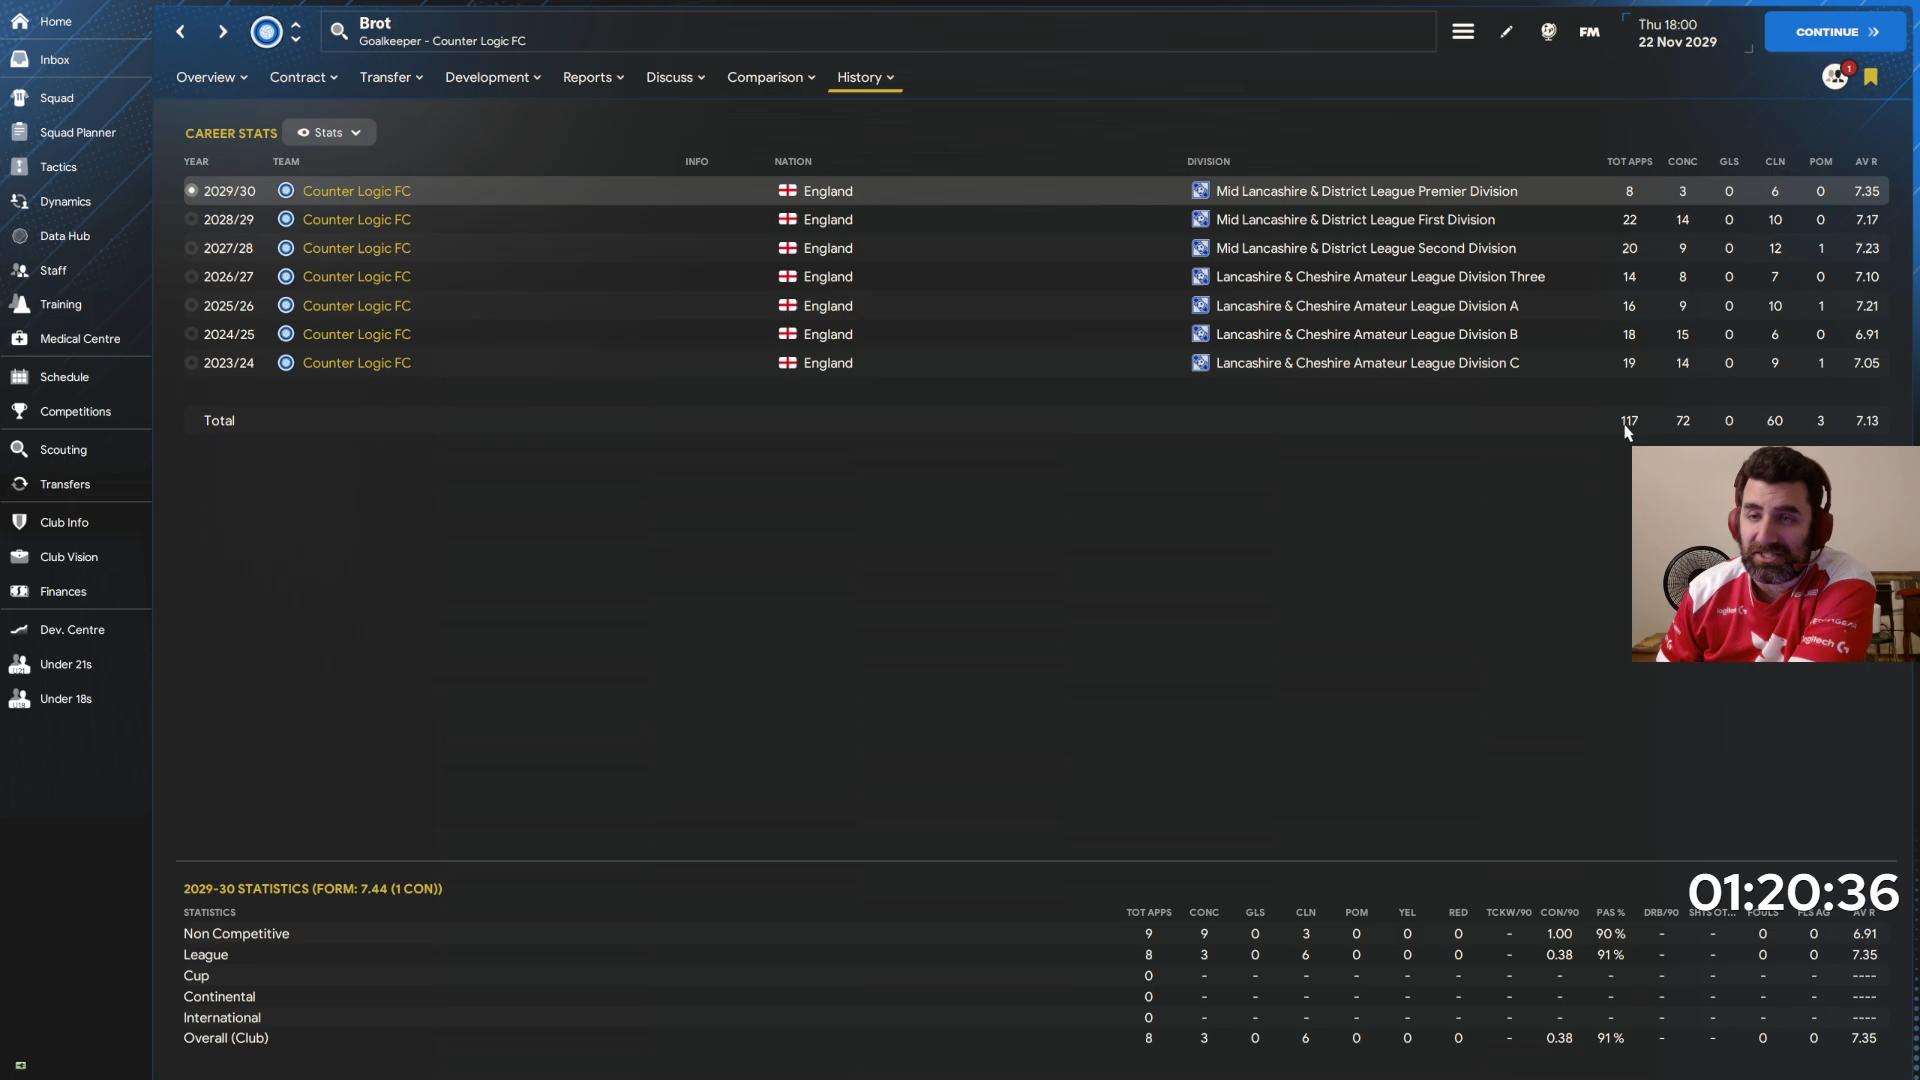 Home
Inbox
Squad
Squad Planner
Tactics
Dynamics
Data Hub
Staff
Training
Medical Centre
Schedule
Competitions
Scouting
Transfers
Club Info
Club Vision
Finances
Dev. Centre
Under 21s
Under 18s
Brot
Goalkeeper - Counter Logic FC
FM
Thu 18:00
22 Nov 2029
CONTINUE
Overview Contract Transfer Development Reports Discuss Comparison History
1
CAREER STATS Stats
YEAR TEAM INFO NATION DIVISION TOT APPS CONC GLS CLN POM AV R
2029/30 Counter Logic FC England Mid Lancashire & District League Premier Division 8 3 0 6 0 7.35
2028/29 Counter Logic FC England Mid Lancashire & District League First Division 22 14 0 10 0 7.17
2027/28 Counter Logic FC England Mid Lancashire & District League Second Division 20 9 0 12 1 7.23
2026/27 Counter Logic FC England Lancashire & Cheshire Amateur League Division Three 14 8 0 7 0 7.10
2025/26 Counter Logic FC England Lancashire & Cheshire Amateur League Division A 16 9 0 10 1 7.21
2024/25 Counter Logic FC England Lancashire & Cheshire Amateur League Division B 18 15 0 6 0 6.91
2023/24 Counter Logic FC England Lancashire & Cheshire Amateur League Division C 19 14 0 9 1 7.05
Total 117 72 0 60 3 7.13
logitech G
logitech G
01:20:36
2029-30 STATISTICS (FORM: 7.44 (1 CON))
STATISTICS TOT APPS CONC GLS CLN POM YEL RED TCKW/90 CON/90 PAS % DRB/90 SHTS OT... FOULS FLS AG AV R
Non Competitive 9 9 0 3 0 0 0 - 1.00 90 % - - 0 0 6.91
League 8 3 0 6 0 0 0 - 0.38 91 % - - 0 0 7.35
Cup 0 - - - - - - - - - - - - - ----
Continental 0 - - - - - - - - - - - - - ----
International 0 - - - - - - - - - - - - - ----
Overall (Club) 8 3 0 6 0 0 0 - 0.38 91 % - - 0 0 7.35